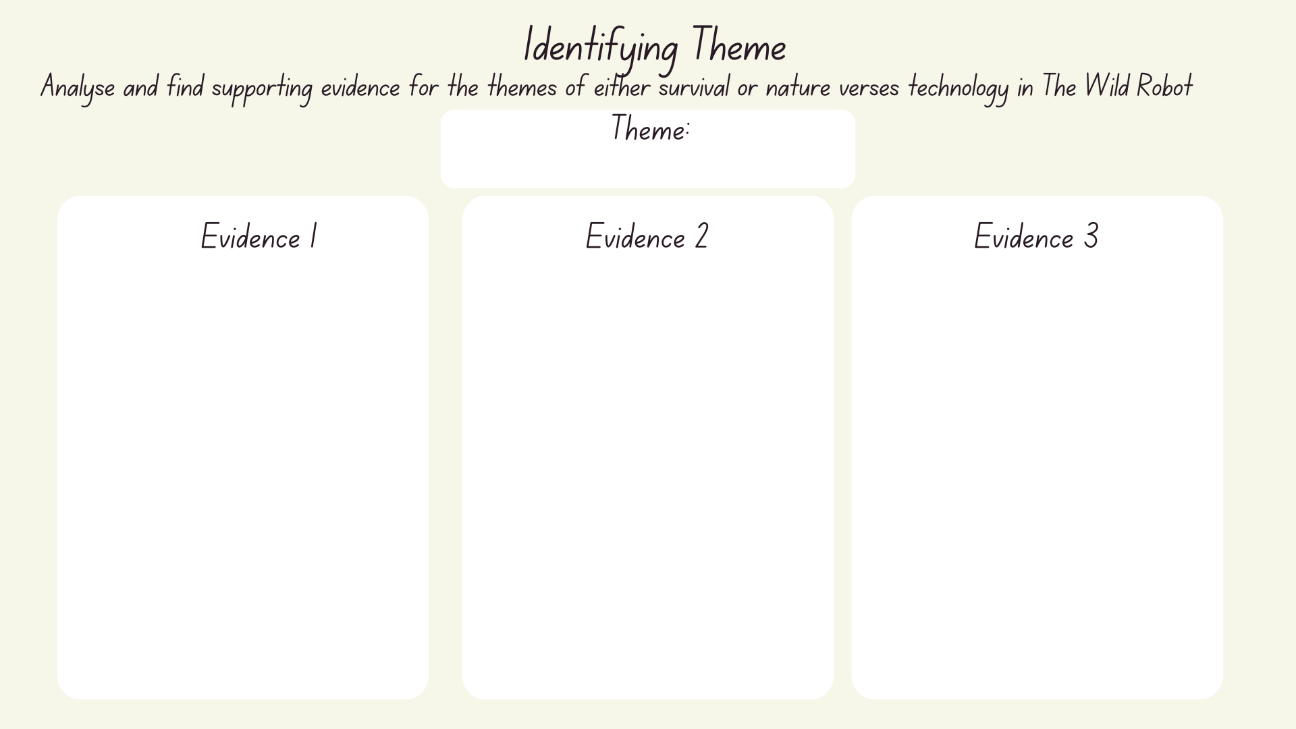 Identifying Theme
Analyse and find supporting evidence for the themes of either survival or nature verses technology in The Wild Robot
Theme:
Evidence 1
Evidence 2
Evidence 3